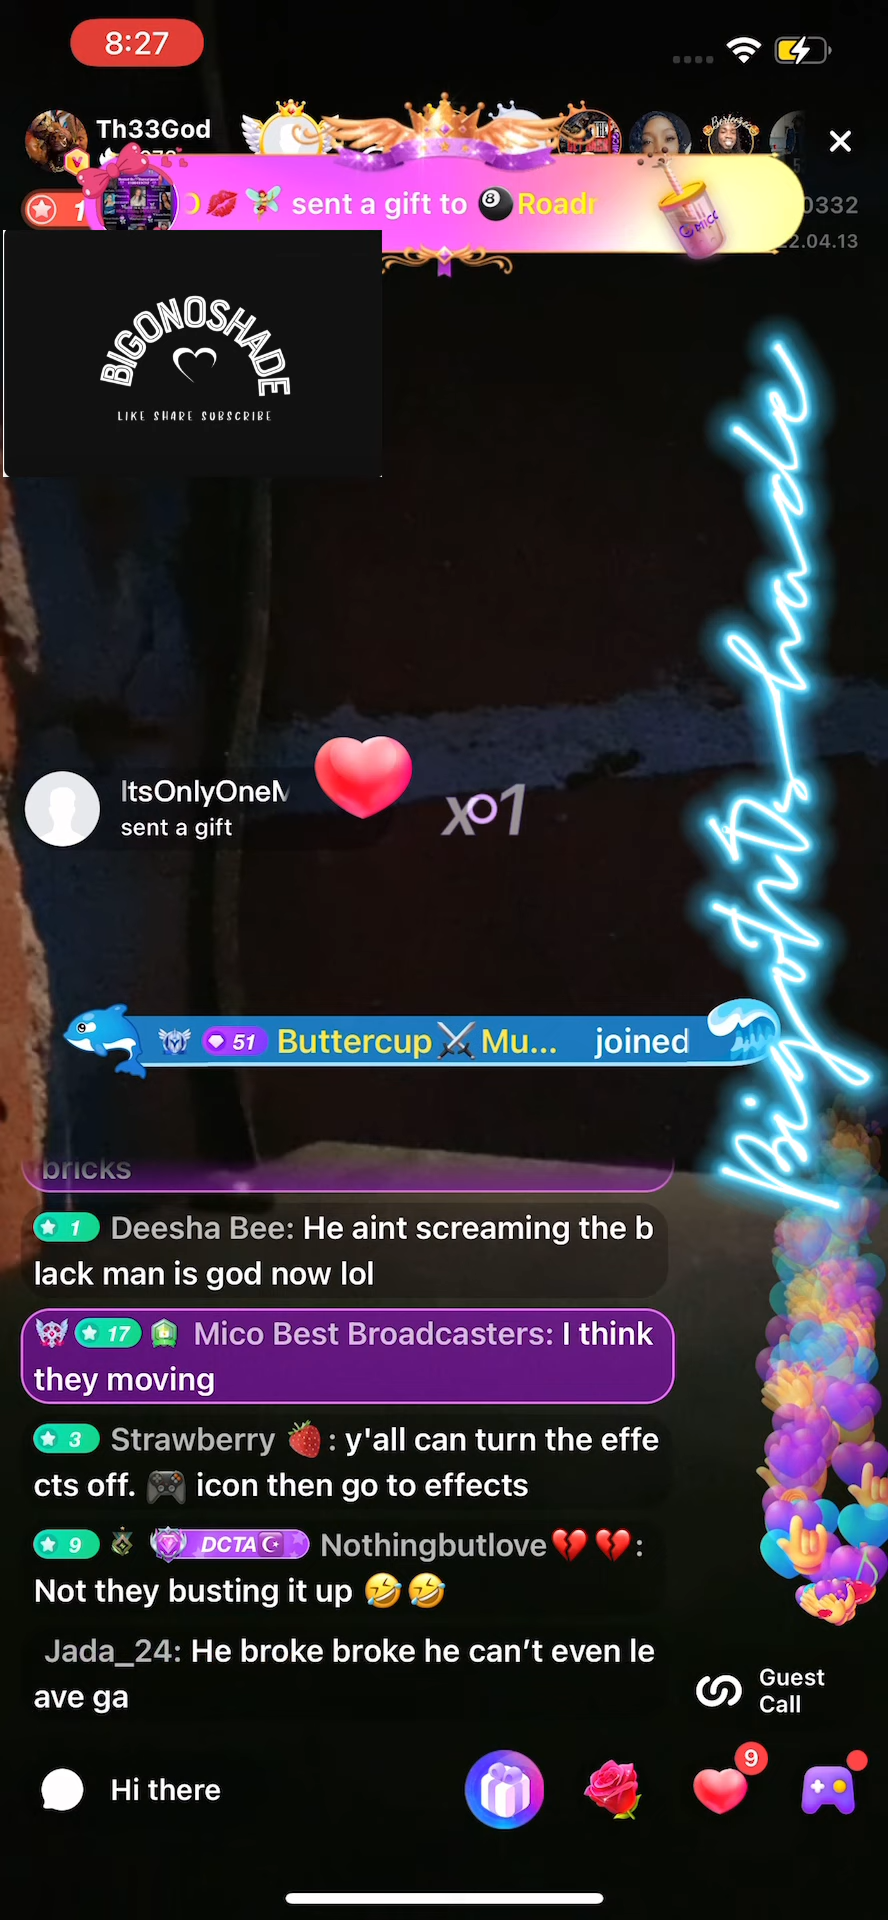 8:27
Th33God
1
sent a gift to 🎱Roadr
0332
2.04.13
BIGONOSHADE
LIKE SHARE SUBSCRIBE
ItsOnlyOneM
sent a gift
x1
51 Buttercup⚔️Mu... joined
bricks
1 Deesha Bee: He aint screaming the b
lack man is god now lol
17 Mico Best Broadcasters: I think
they moving
3 Strawberry 🍓: y'all can turn the effe
cts off. 🎮 icon then go to effects
9 DCTA☪️ Nothingbutlove💔💔:
Not they busting it up 🤣🤣
Jada_24: He broke broke he can't even le
ave ga
Guest
Call
Hi there
9